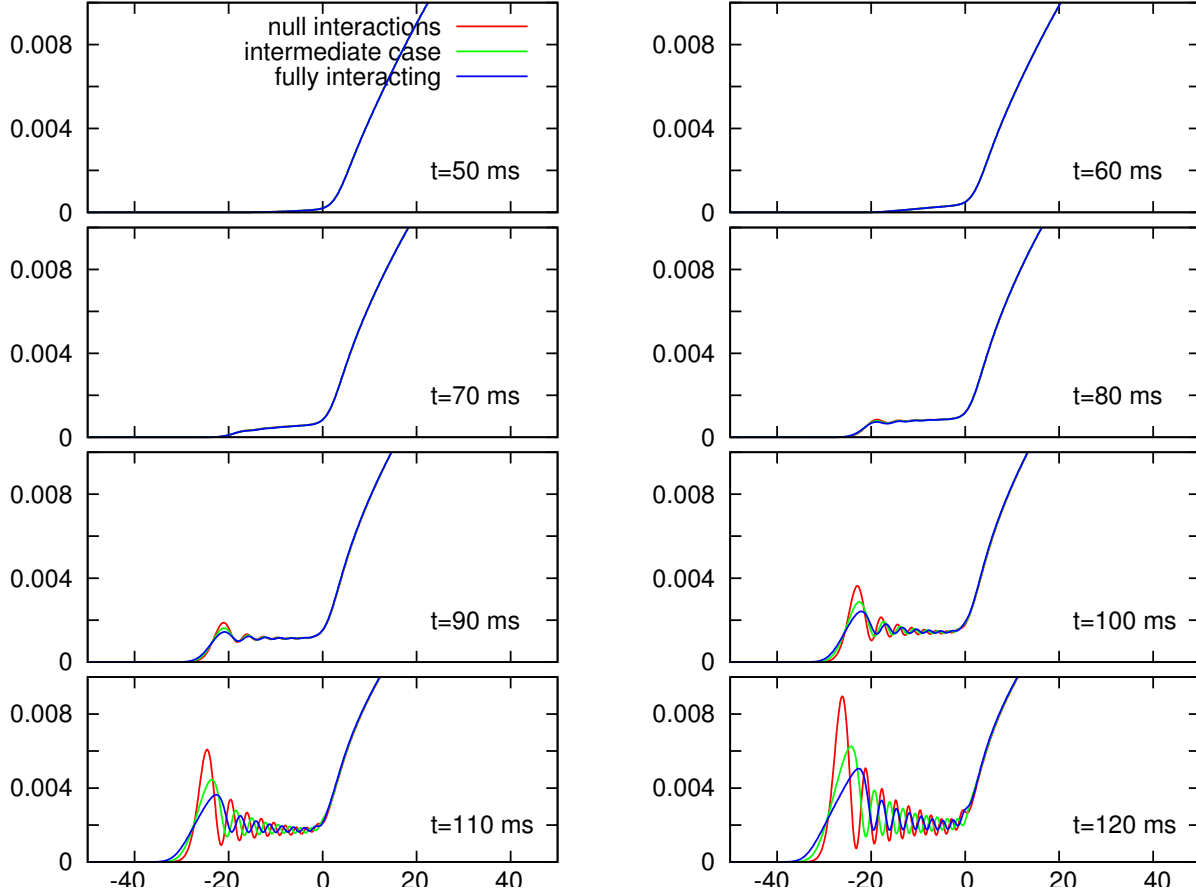 0.008
0.004
0
null interactions
intermediate case
fully interacting
t=50 ms
0.008
0.004
0
t=60 ms
0.008
0.004
0
t=70 ms
0.008
0.004
0
t=80 ms
0.008
0.004
0
t=90 ms
0.008
0.004
0
t=100 ms
0.008
0.004
0
t=110 ms
-40 -20 0 20 40
0.008
0.004
0
t=120 ms
-40 -20 0 20 40